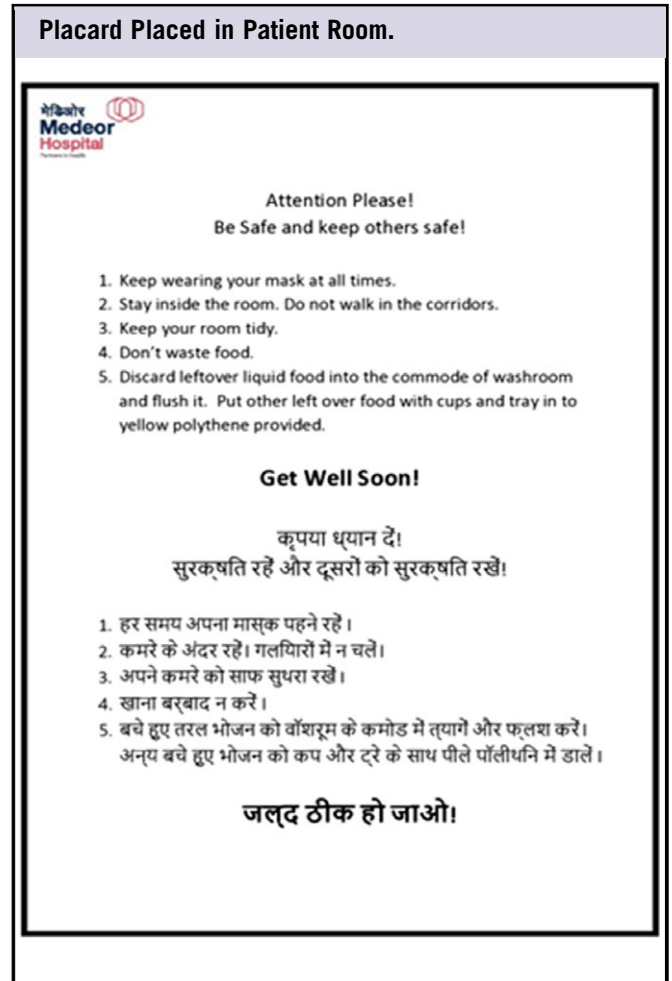 Placard Placed in Patient Room.
मेडिओर
Medeor
Hospital
Partners in health
Attention Please!
Be Safe and keep others safe!
1. Keep wearing your mask at all times.
2. Stay inside the room. Do not walk in the corridors.
3. Keep your room tidy.
4. Don’t waste food.
5. Discard leftover liquid food into the commode of washroom
and flush it. Put other left over food with cups and tray in to
yellow polythene provided.
Get Well Soon!
कृपया ध्यान दें!
सुरक्षति रहें और दूसरों को सुरक्षति रखें!
1. हर समय अपना मास्क पहने रहें।
2. कमरे के अंदर रहें। गलयािरों में न चलें।
3. अपने कमरे को साफ सुथरा रखें।
4. खाना बर्बाद न करें।
5. बचे हुए तरल भोजन को वॉशरूम के कमोड में त्यागें और फ्लश करें।
अन्य बचे हुए भोजन को कप और ट्रे के साथ पीले पॉलीथनि में डालें।
जल्द ठीक हो जाओ!